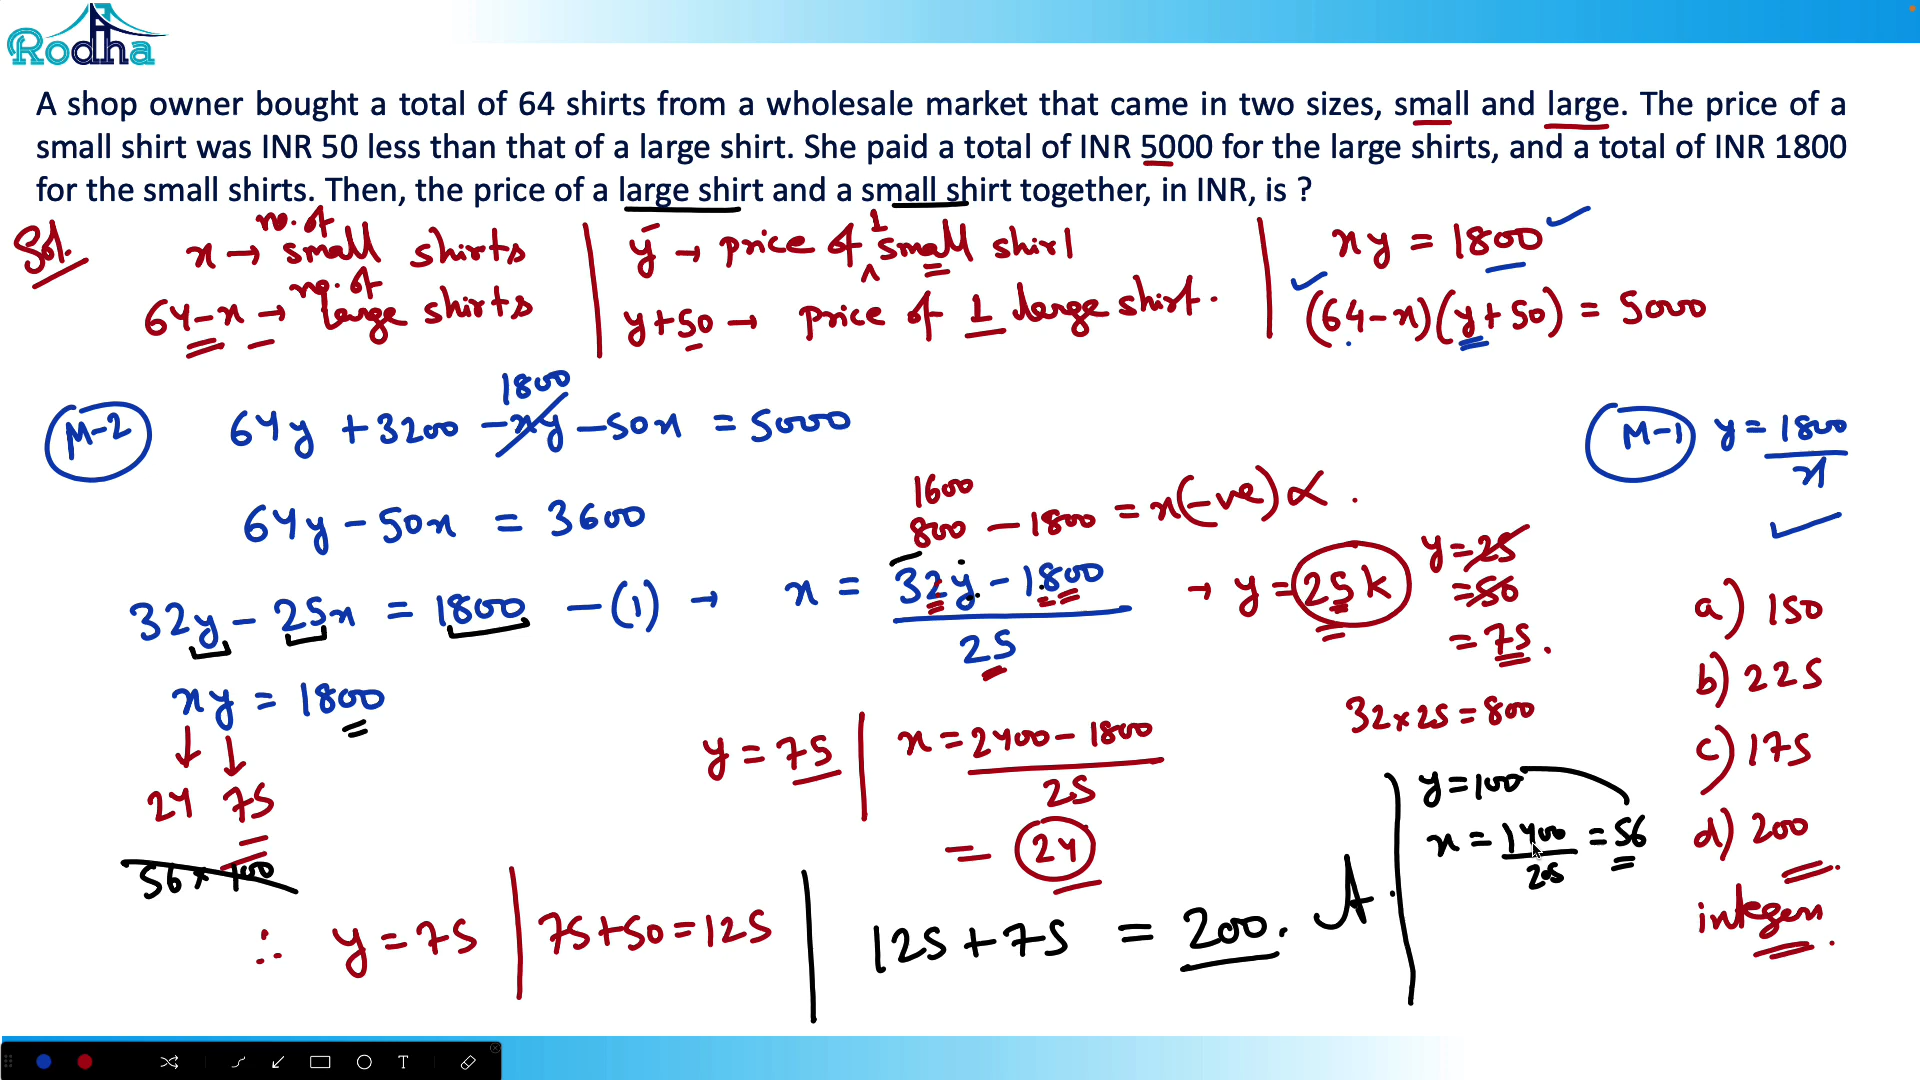 Rodha
A shop owner bought a total of 64 shirts from a wholesale market that came in two sizes, small and large. The price of a
small shirt was INR 50 less than that of a large shirt. She paid a total of INR 5000 for the large shirts, and a total of INR 1800
for the small shirts. Then, the price of a large shirt and a small shirt together, in INR, is ?
Sol.
x → no. of small shirts
64-x → no. of large shirts
y → price of 1 small shirt
y+50 → price of 1 large shirt.
xy = 1800
(64-x)(y+50) = 5000
M-2
64y +3200 -xy -50x = 5000
1800
64y - 50x = 3600
32y - 25x = 1800 -(1) → x = 32y - 1800 / 25 → y = 25k
1600
800 - 1800 = x(-ve) ∝ .
y = 25
= 50
= 75.
M-1 y = 1800 / x
xy = 1800
24 75
56 x 100
y = 75 | x = 2400 - 1800 / 25
= 24
32x25 = 800
y = 100
x = 1400 / 25 = 56
a) 150
b) 225
c) 175
d) 200
integers
∴ y = 75 | 75+50 = 125 | 125 + 75 = 200. A.
T